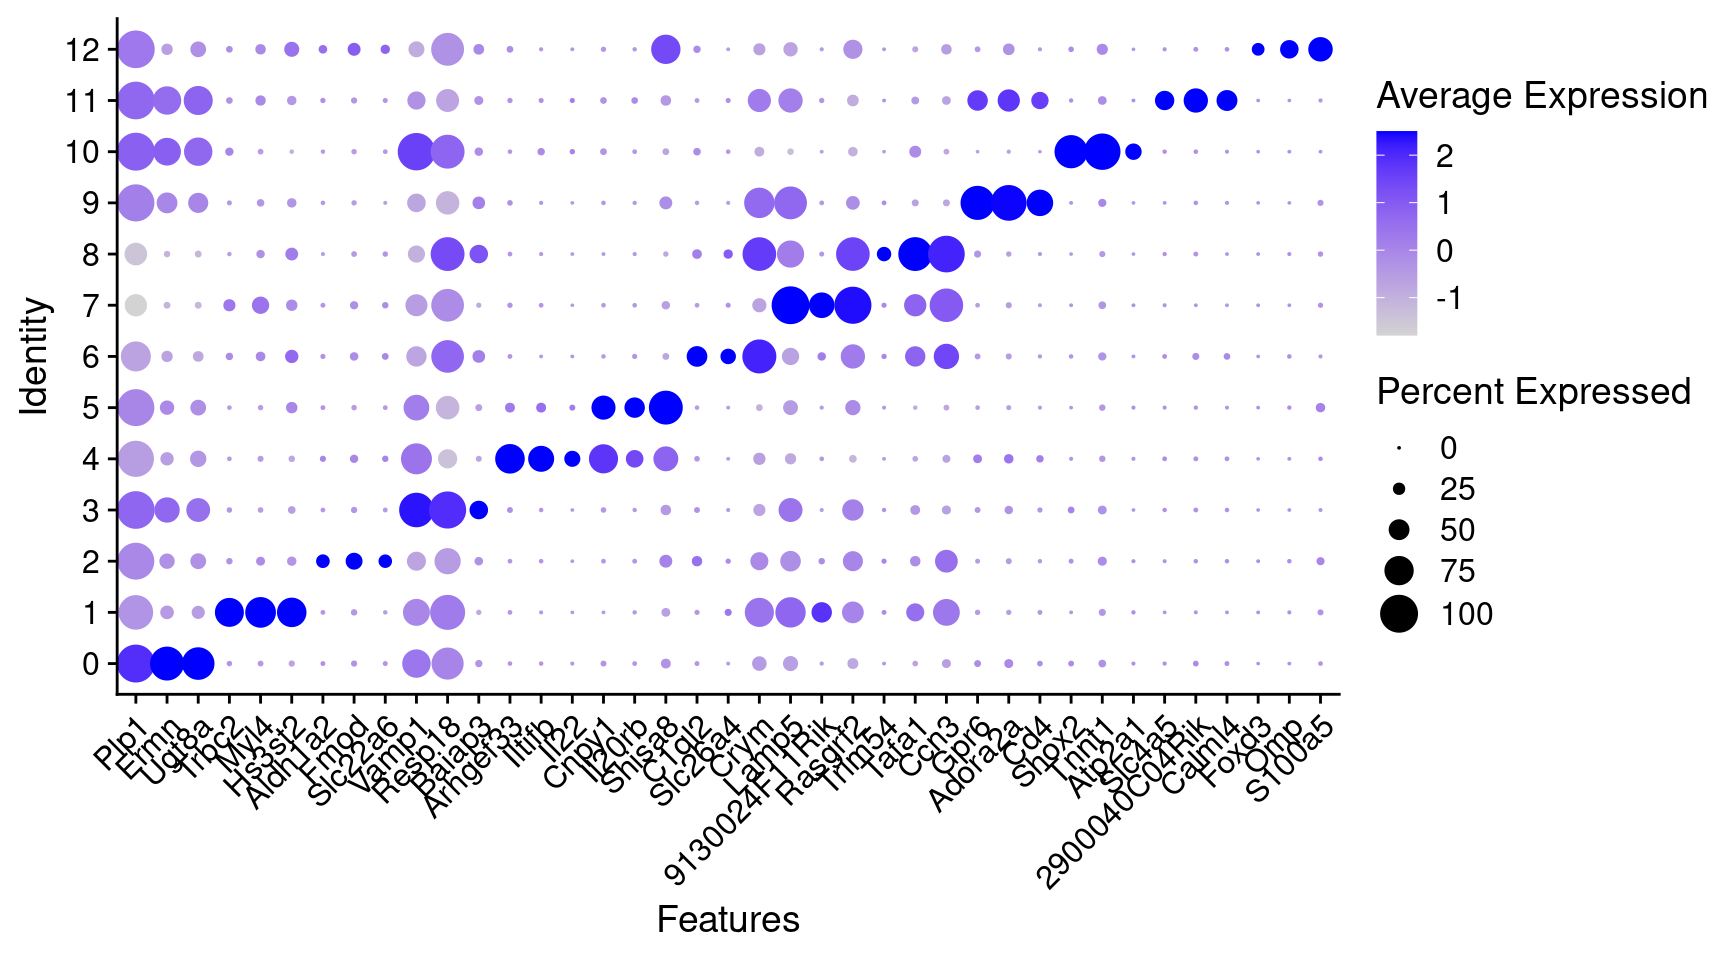 12
11
10
9
8
7
6
5
4
3
2
1
0
Identity
Plp1
Ermn
Ugt8a
Trbc2
Myl4
Hs3st2
Aldh1a2
Fmod
Slc22a6
Vamp1
Resp18
Baiap3
Arhgef33
Iltifb
Il22
Cnpy1
Il20rb
Shisa8
C1ql2
Slc26a4
Crym
Lamp5
9130024F11Rik
Rasgrf2
Trim54
Tafa1
Ccn3
Gpr6
Adora2a
Cd4
Shox2
Tnnt1
Atp2a1
Slc4a5
2900040C04Rik
Calml4
Foxd3
Omp
S100a5
Features
Average Expression
2
1
0
-1
Percent Expressed
0
25
50
75
100